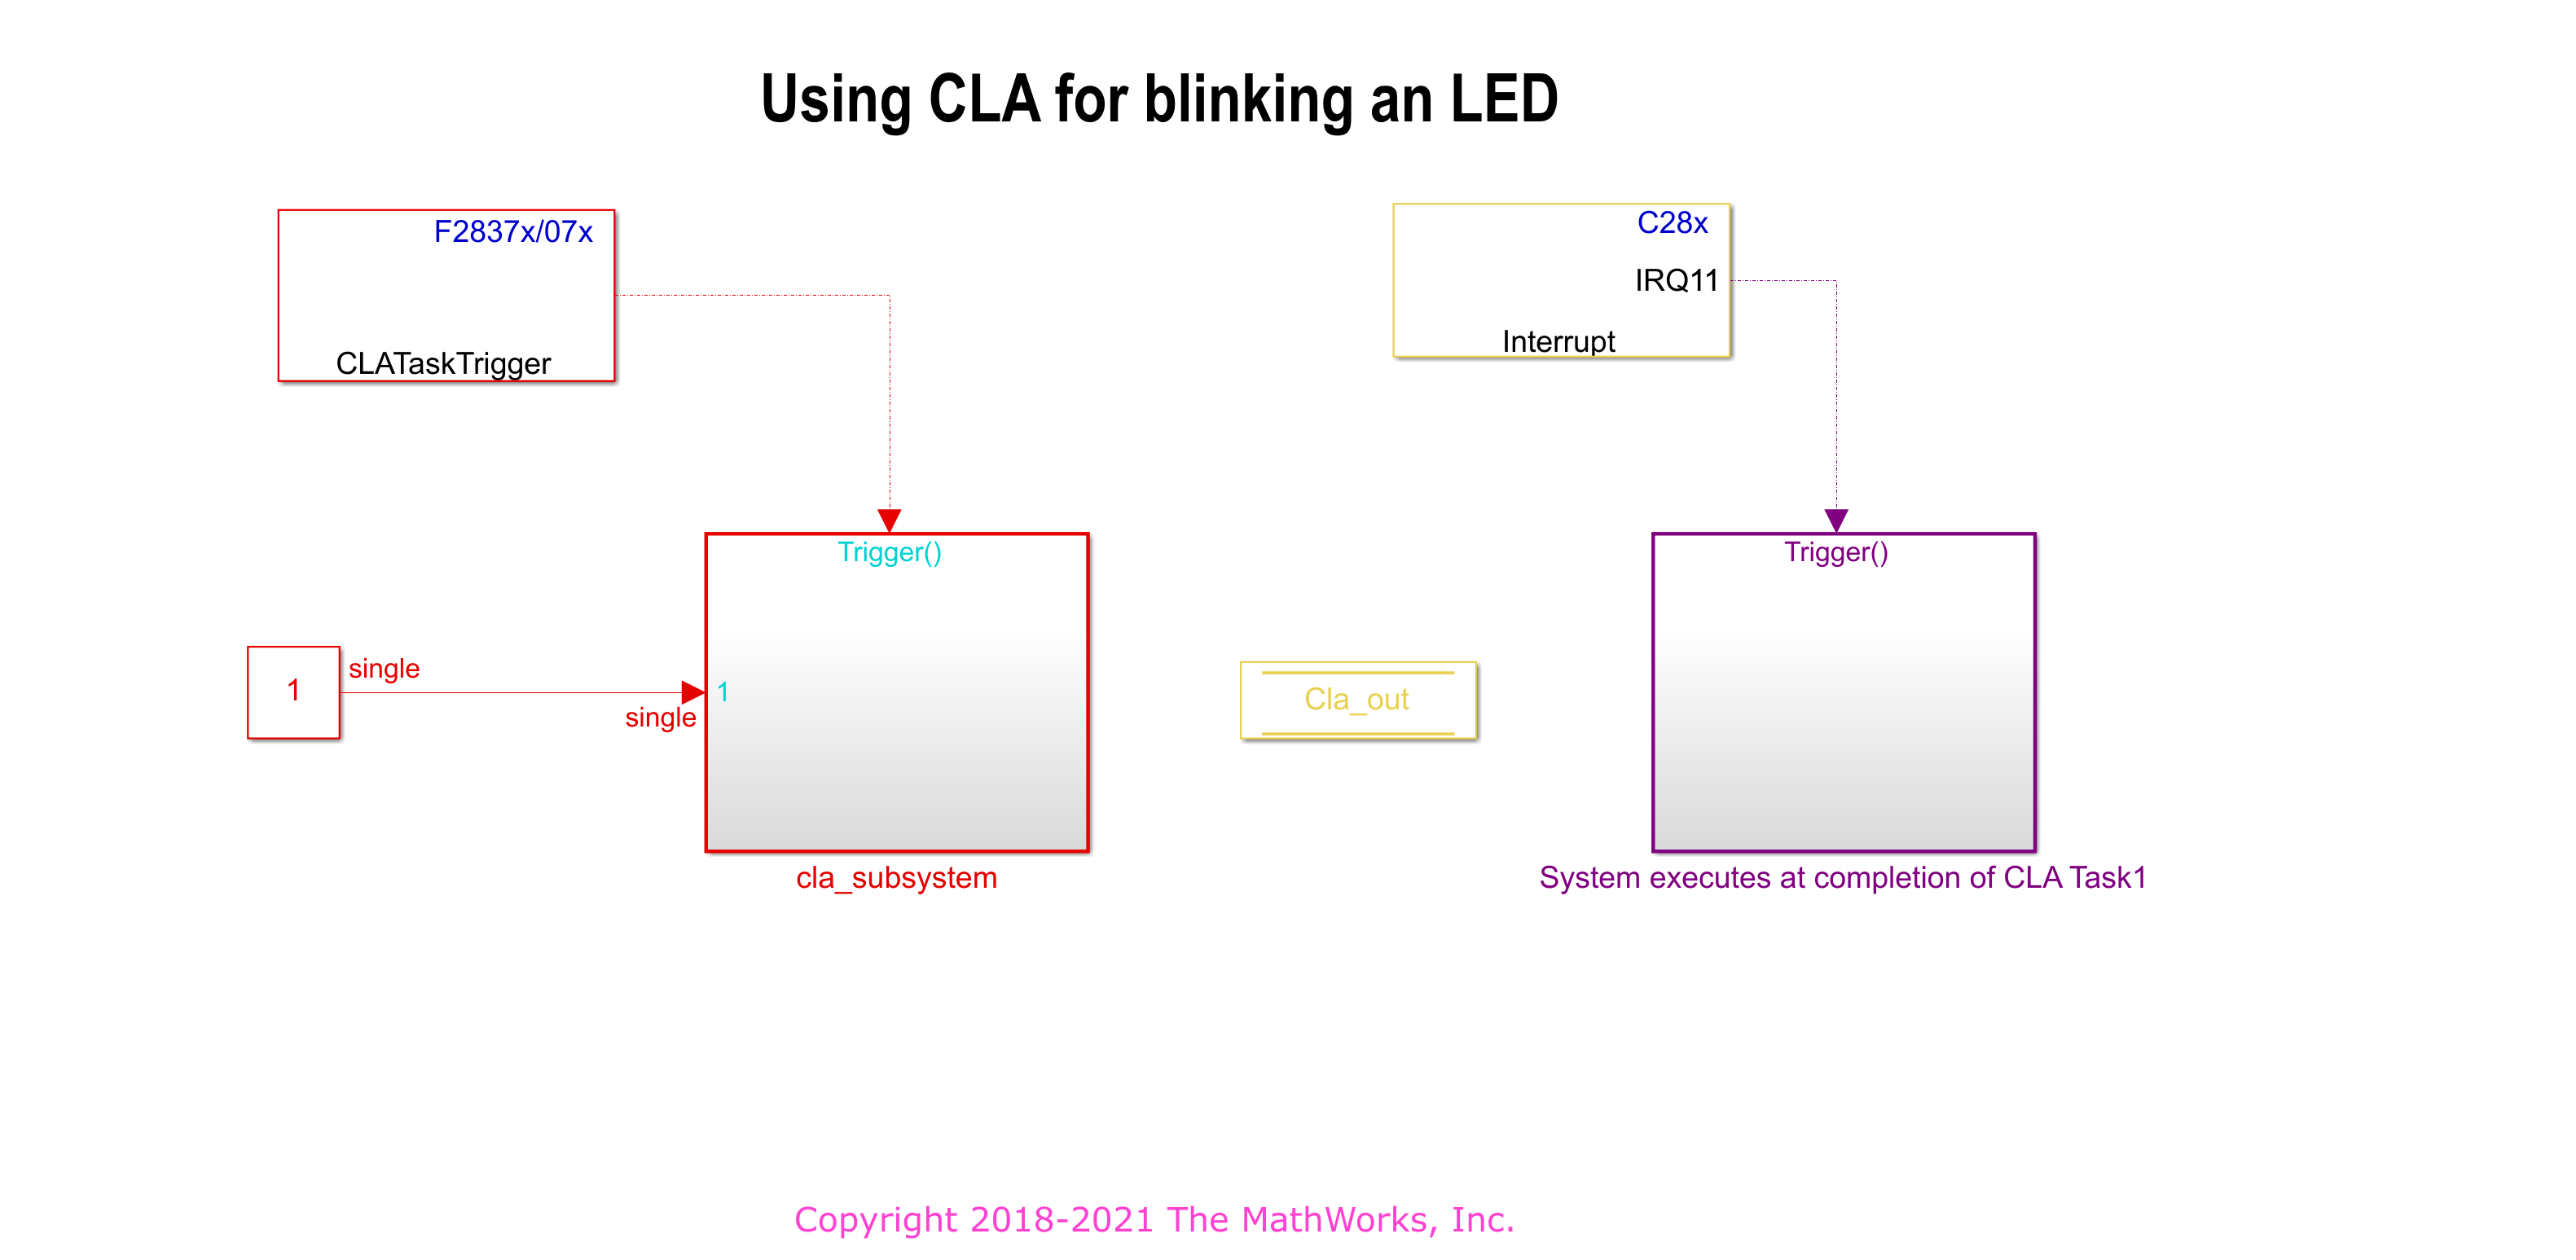 Using CLA for blinking an LED
F2837x/07x
CLATaskTrigger
C28x
IRQ11
Interrupt
Trigger()
1
single
single
1
cla_subsystem
Cla_out
Trigger()
System executes at completion of CLA Task1
Copyright 2018-2021 The MathWorks, Inc.